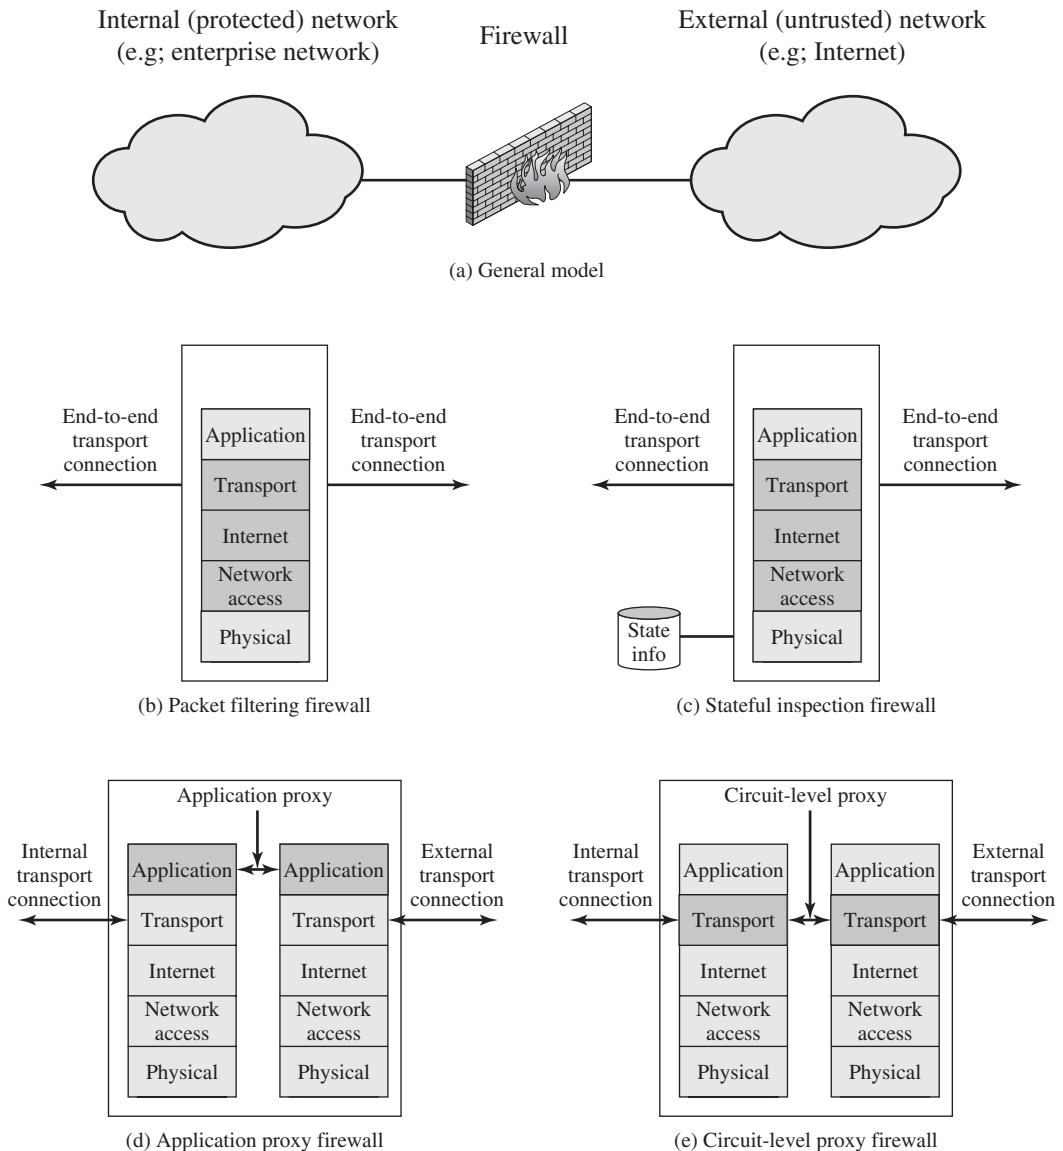 Internal (protected) network
(e.g; enterprise network)
Firewall
External (untrusted) network
(e.g; Internet)
(a) General model
End-to-end
transport
connection
Application
Transport
Internet
Network
access
Physical
End-to-end
transport
connection
(b) Packet filtering firewall
End-to-end
transport
connection
State
info
Application
Transport
Internet
Network
access
Physical
End-to-end
transport
connection
(c) Stateful inspection firewall
Application proxy
Internal
transport
connection
Application
Transport
Internet
Network
access
Physical
Application
Transport
Internet
Network
access
Physical
External
transport
connection
(d) Application proxy firewall
Circuit-level proxy
Internal
transport
connection
Application
Transport
Internet
Network
access
Physical
Application
Transport
Internet
Network
access
Physical
External
transport
connection
(e) Circuit-level proxy firewall